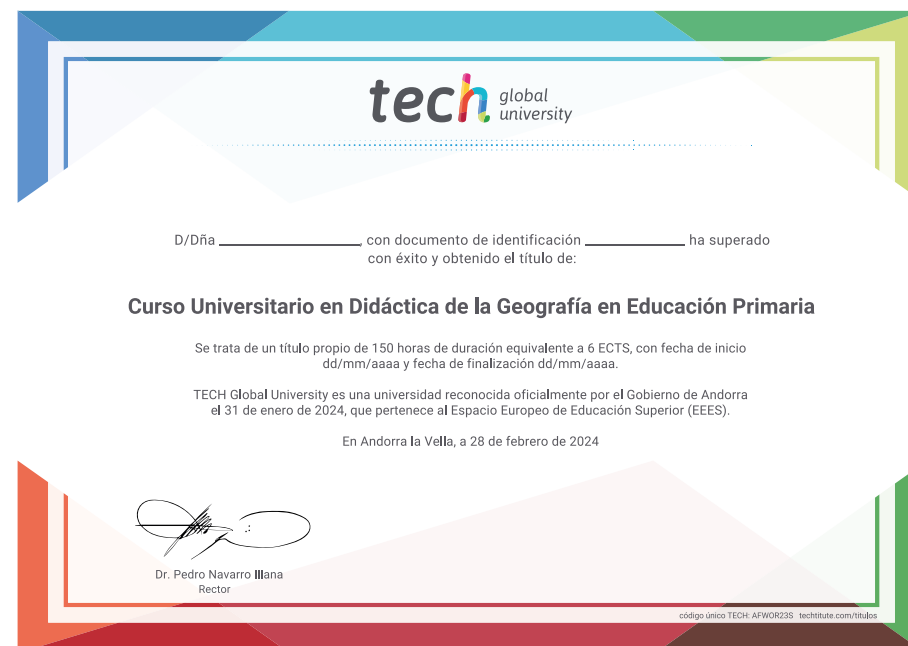 tech global university
D/Dña ____________________, con documento de identificación ______________ ha superado
con éxito y obtenido el título de:
Curso Universitario en Didáctica de la Geografía en Educación Primaria
Se trata de un título propio de 150 horas de duración equivalente a 6 ECTS, con fecha de inicio
dd/mm/aaaa y fecha de finalización dd/mm/aaaa.
TECH Global University es una universidad reconocida oficialmente por el Gobierno de Andorra
el 31 de enero de 2024, que pertenece al Espacio Europeo de Educación Superior (EEES).
En Andorra la Vella, a 28 de febrero de 2024
Dr. Pedro Navarro Illana
Rector
código único TECH: AFWOR23S techtitute.com/titulos